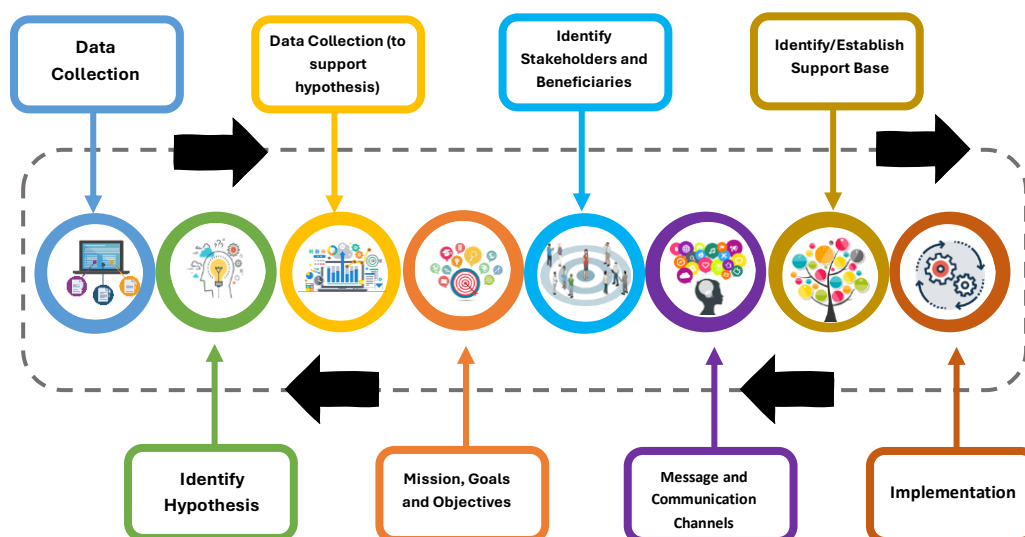 Data
Collection
Data Collection (to
support
hypothesis)
Identify
Stakeholders and
Beneficiaries
Identify/Establish
Support Base
Identify
Hypothesis
Mission, Goals
and Objectives
Message and
Communication
Channels
Implementation